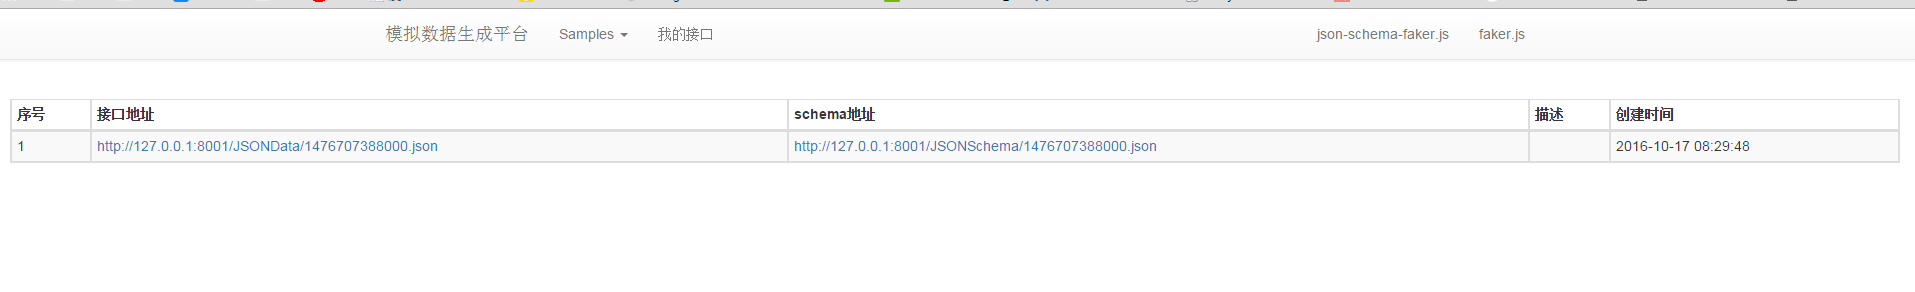 模拟数据生成平台 Samples 我的接口 json-schema-faker.js faker.js
序号 接口地址 schema地址 描述 创建时间
1 http://127.0.0.1:8001/JSONData/1476707388000.json http://127.0.0.1:8001/JSONSchema/1476707388000.json 2016-10-17 08:29:48